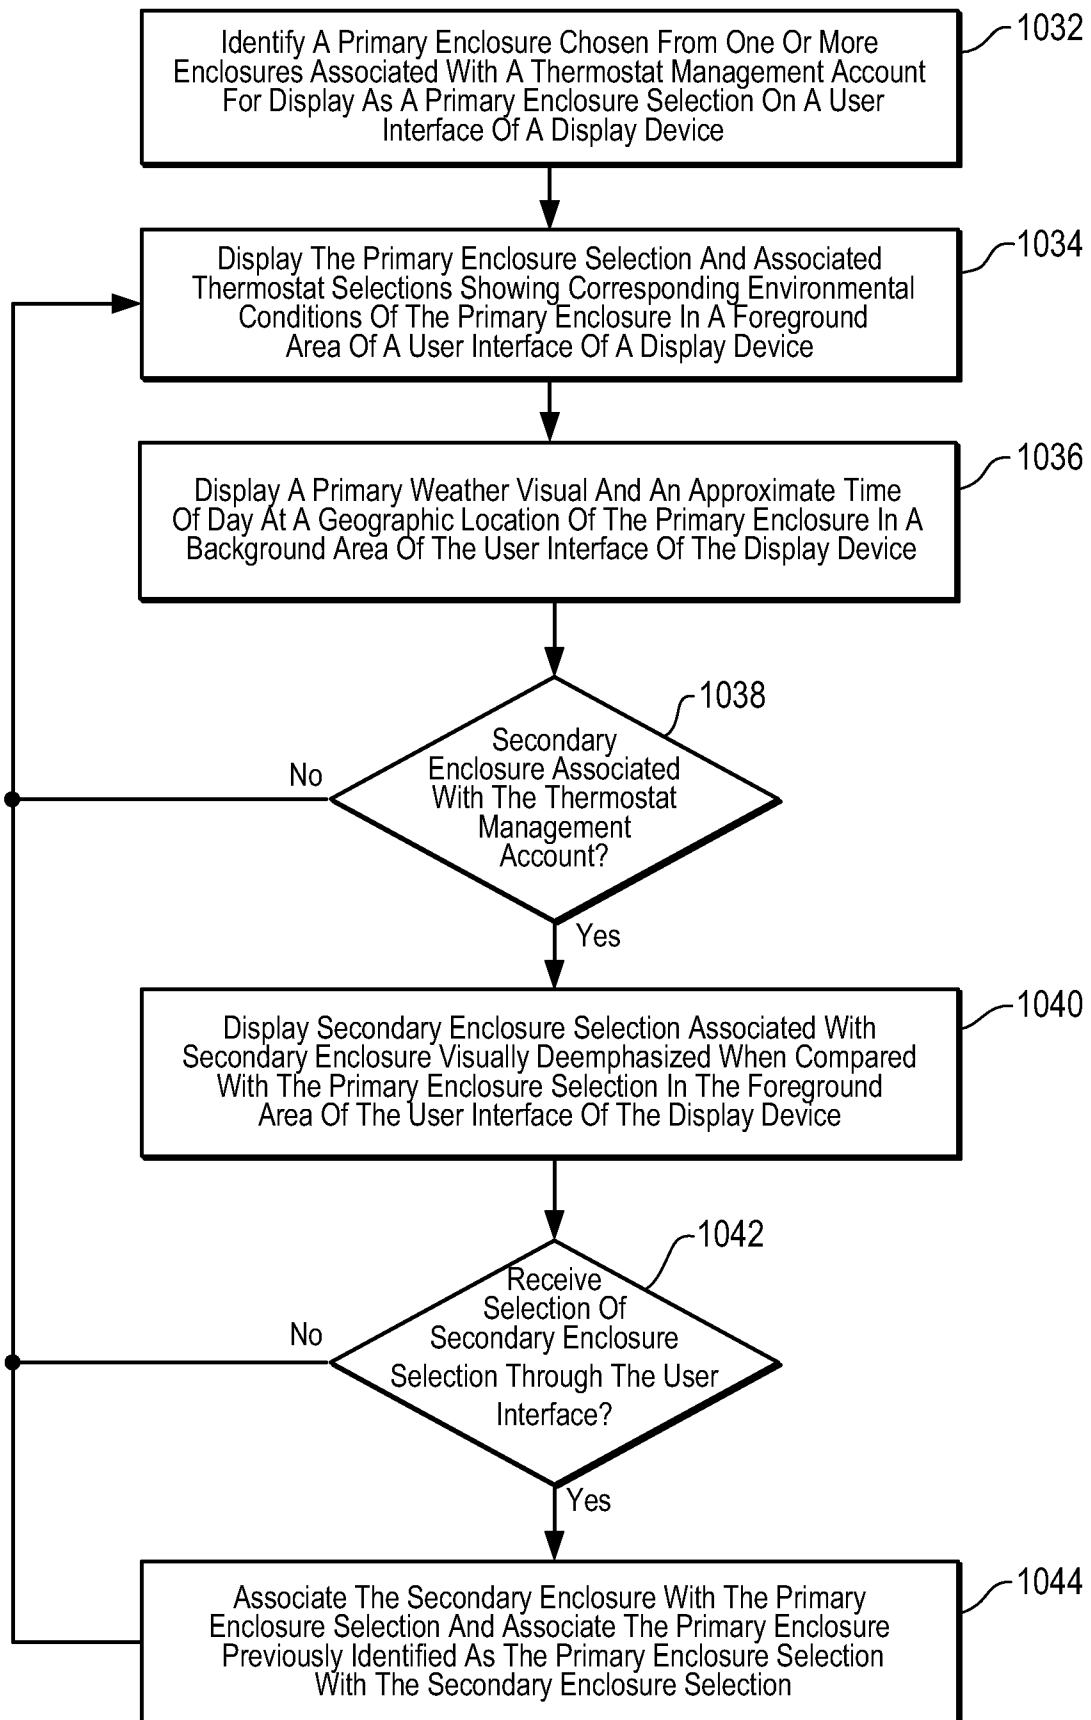 1032
Identify A Primary Enclosure Chosen From One Or More
Enclosures Associated With A Thermostat Management Account
For Display As A Primary Enclosure Selection On A User
Interface Of A Display Device
1034
Display The Primary Enclosure Selection And Associated
Thermostat Selections Showing Corresponding Environmental
Conditions Of The Primary Enclosure In A Foreground
Area Of A User Interface Of A Display Device
1036
Display A Primary Weather Visual And An Approximate Time
Of Day At A Geographic Location Of The Primary Enclosure In A
Background Area Of The User Interface Of The Display Device
1038
Secondary
Enclosure Associated
With The Thermostat
Management
Account?
No
Yes
1040
Display Secondary Enclosure Selection Associated With
Secondary Enclosure Visually Deemphasized When Compared
With The Primary Enclosure Selection In The Foreground
Area Of The User Interface Of The Display Device
1042
Receive
Selection Of
Secondary Enclosure
Selection Through The User
Interface?
No
Yes
1044
Associate The Secondary Enclosure With The Primary
Enclosure Selection And Associate The Primary Enclosure
Previously Identified As The Primary Enclosure Selection
With The Secondary Enclosure Selection